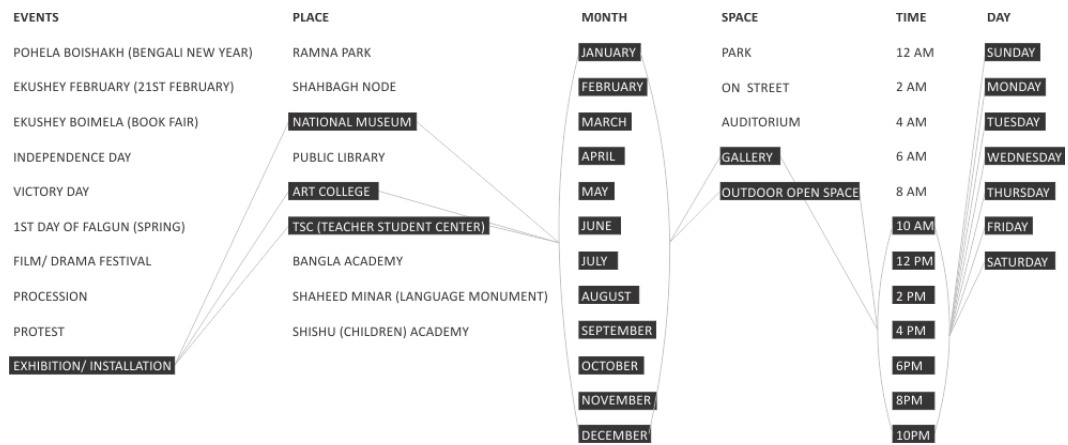 EVENTS PLACE M0NTH SPACE TIME DAY
POHELA BOISHAKH (BENGALI NEW YEAR) RAMNA PARK JANUARY PARK 12 AM SUNDAY
EKUSHEY FEBRUARY (21ST FEBRUARY) SHAHBAGH NODE FEBRUARY ON STREET 2 AM MONDAY
EKUSHEY BOIMELA (BOOK FAIR) NATIONAL MUSEUM MARCH AUDITORIUM 4 AM TUESDAY
INDEPENDENCE DAY PUBLIC LIBRARY APRIL GALLERY 6 AM WEDNESDAY
VICTORY DAY ART COLLEGE MAY OUTDOOR OPEN SPACE 8 AM THURSDAY
1ST DAY OF FALGUN (SPRING) TSC (TEACHER STUDENT CENTER) JUNE 10 AM FRIDAY
FILM/ DRAMA FESTIVAL BANGLA ACADEMY JULY 12 PM SATURDAY
PROCESSION SHAHEED MINAR (LANGUAGE MONUMENT) AUGUST 2 PM
PROTEST SHISHU (CHILDREN) ACADEMY SEPTEMBER 4 PM
EXHIBITION/ INSTALLATION OCTOBER 6PM
NOVEMBER 8PM
DECEMBER 10PM